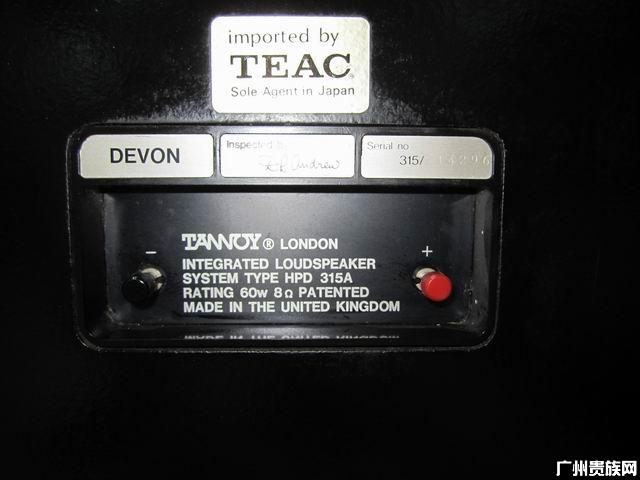 imported by
TEAC
Sole Agent in Japan
DEVON
Inspected
Andrew
Serial no
315/
TANNOY ® LONDON
INTEGRATED LOUDSPEAKER
SYSTEM TYPE HPD 315A
RATING 60w 8Ω PATENTED
MADE IN THE UNITED KINGDOM
−
+
广州贵族网